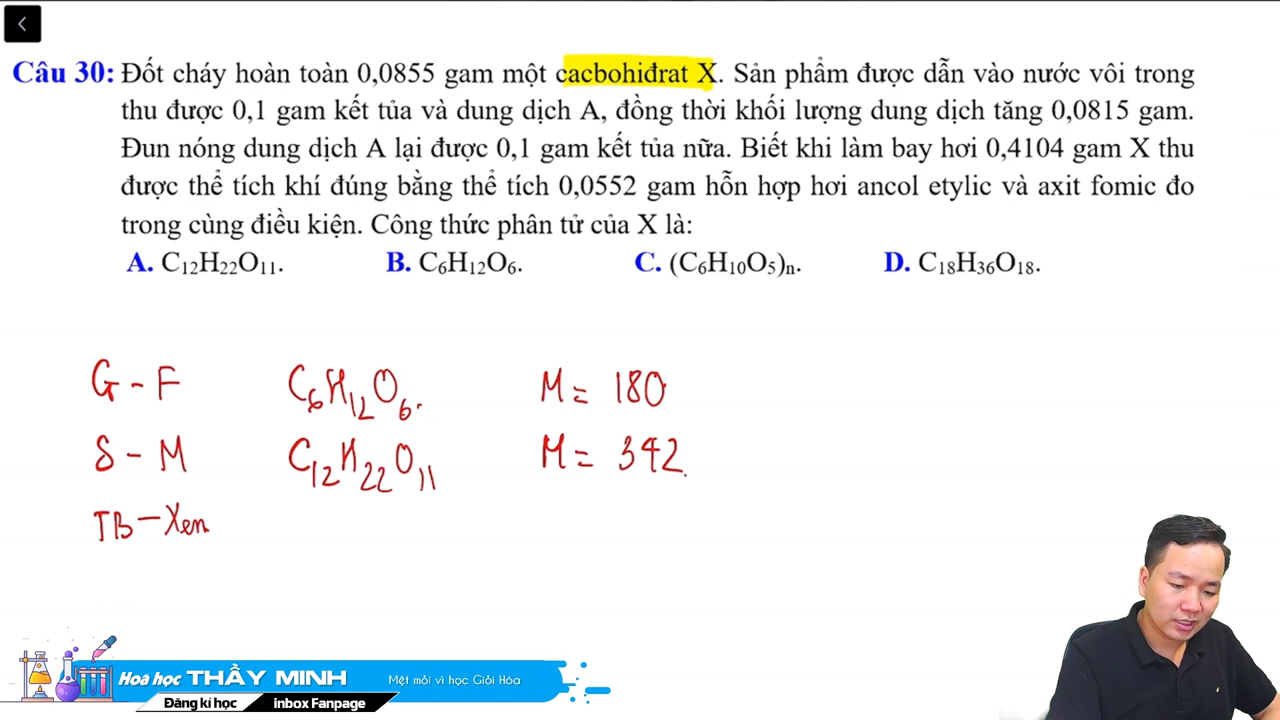 Câu 30: Đốt cháy hoàn toàn 0,0855 gam một cacbohiđrat X. Sản phẩm được dẫn vào nước vôi trong
thu được 0,1 gam kết tủa và dung dịch A, đồng thời khối lượng dung dịch tăng 0,0815 gam.
Đun nóng dung dịch A lại được 0,1 gam kết tủa nữa. Biết khi làm bay hơi 0,4104 gam X thu
được thể tích khí đúng bằng thể tích 0,0552 gam hỗn hợp hơi ancol etylic và axit fomic đo
trong cùng điều kiện. Công thức phân tử của X là:
A. C₁₂H₂₂O₁₁. B. C₆H₁₂O₆. C. (C₆H₁₀O₅)ₙ. D. C₁₈H₃₆O₁₈.
G - F C₆H₁₂O₆. M = 180
S - M C₁₂H₂₂O₁₁ M = 342.
TB - Xen
Hoá học THẦY MINH Mệt mỏi vì học Giỏi Hóa
Đăng kí học inbox Fanpage